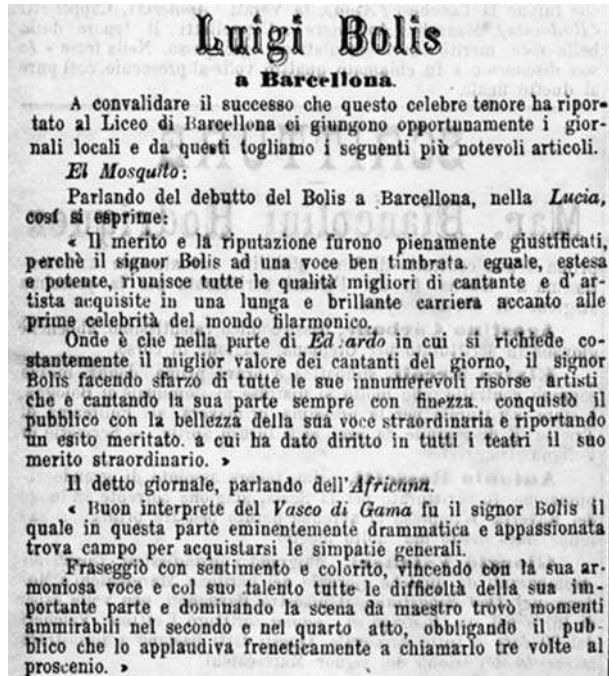 Luigi Bolis
a Barcellona.
A convalidare il successo che questo celebre tenore ha ripor-
tato al Liceo di Barcellona ci giungono opportunamente i gior-
nali locali e da questi togliamo i seguenti più notevoli articoli.
El Mosquito:
Parlando del debutto del Bolis a Barcellona, nella Lucia,
così si esprime:
« Il merito e la riputazione furono pienamente giustificati,
perchè il signor Bolis ad una voce ben timbrata. eguale, estesa
e potente, riunisce tutte le qualità migliori di cantante e d'ar-
tista acquisite in una lunga e brillante carriera accanto alle
prime celebrità del mondo filarmonico.
Onde è che nella parte di Ed.ardo in cui si richiede co-
stantemente il miglior valore dei cantanti del giorno, il signor
Bolis facendo sfarzo di tutte le sue innumerevoli risorse artisti
che e cantando la sua parte sempre con finezza. conquistò il
pubblico con la bellezza della sua voce straordinaria e riportando
un esito meritato. a cui ha dato diritto in tutti i teatri il suo
merito straordinario. »
Il detto giornale, parlando dell'Africana.
« Buon interprete del Vasco di Gama fu il signor Bolis il
quale in questa parte eminentemente drammatica e appassionata
trova campo per acquistarsi le simpatie generali.
Fraseggiò con sentimento e colorito, vincendo con la sua ar-
moniosa voce e col suo talento tutte le difficoltà della sua im-
portante parte e dominando la scena da maestro trovò momenti
ammirabili nel secondo e nel quarto atto, obbligando il pub-
blico che lo applaudiva freneticamente a chiamarlo tre volte al
proscenio. »